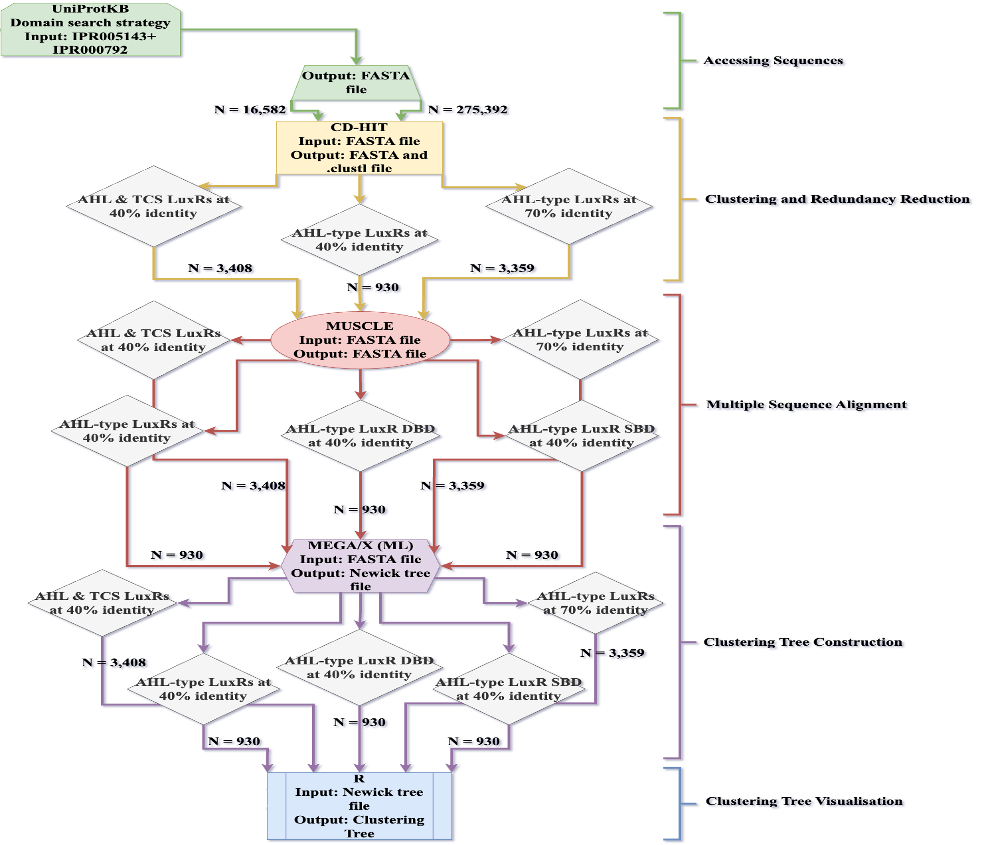 UniProtKB
Domain search strategy
Input: IPR005143+
IPR000792
Accessing Sequences
Output: FASTA
file
N = 16,582
N = 275,392
CD-HIT
Input: FASTA file
Output: FASTA and
.clustl file
Clustering and Redundancy Reduction
AHL & TCS LuxRs at
40% identity
AHL-type LuxRs at
40% identity
AHL-type LuxRs at
70% identity
N = 3,408
N = 930
N = 3,359
MUSCLE
Input: FASTA file
Output: FASTA file
AHL & TCS LuxRs
at 40% identity
AHL-type LuxRs at
70% identity
Multiple Sequence Alignment
AHL-type LuxRs at
40% identity
AHL-type LuxR DBD
at 40% identity
AHL-type LuxR SBD
at 40% identity
N = 3,408
N = 930
N = 3,359
N = 930
N = 930
MEGA/X (ML)
Input: FASTA file
Output: Newick tree
file
AHL & TCS LuxRs
at 40% identity
AHL-type LuxRs
at 70% identity
Clustering Tree Construction
N = 3,408
N = 3,359
AHL-type LuxRs at
40% identity
AHL-type LuxR DBD
at 40% identity
AHL-type LuxR SBD
at 40% identity
N = 930
N = 930
N = 930
R
Input: Newick tree
file
Output: Clustering
Tree
Clustering Tree Visualisation